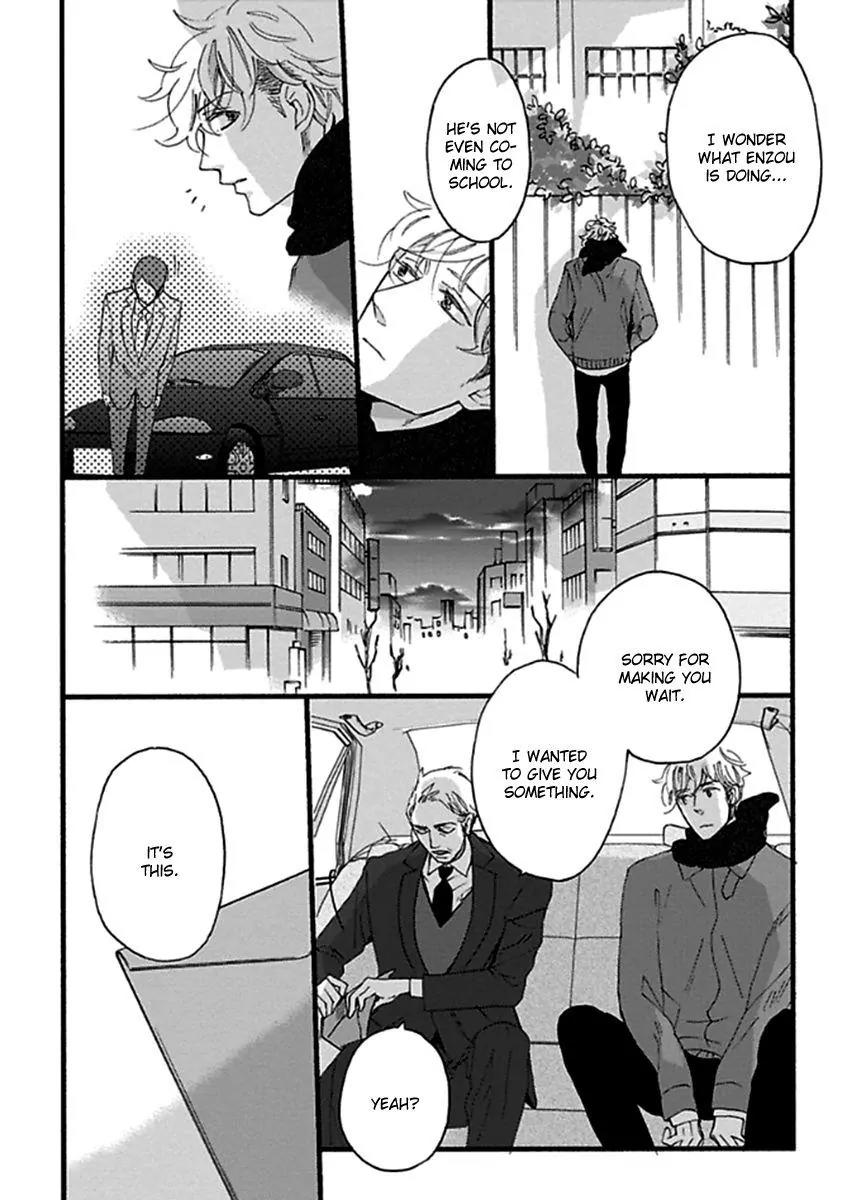 I WONDER
WHAT ENZOU
IS DOING...
HE'S NOT
EVEN CO-
MING TO
SCHOOL.
SORRY FOR
MAKING YOU
WAIT.
I WANTED
TO GIVE YOU
SOMETHING.
YEAH?
IT'S
THIS.